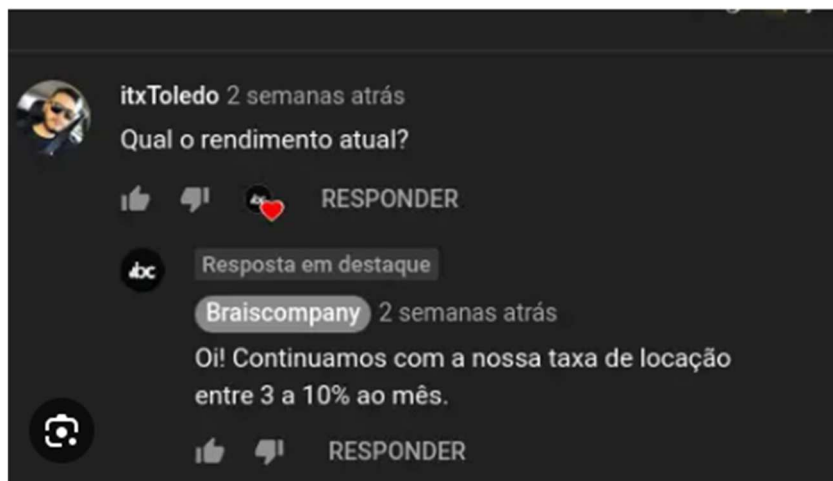 itxToledo 2 semanas atrás
Qual o rendimento atual?
RESPONDER
Resposta em destaque
Braiscompany 2 semanas atrás
Oi! Continuamos com a nossa taxa de locação
entre 3 a 10% ao mês.
RESPONDER